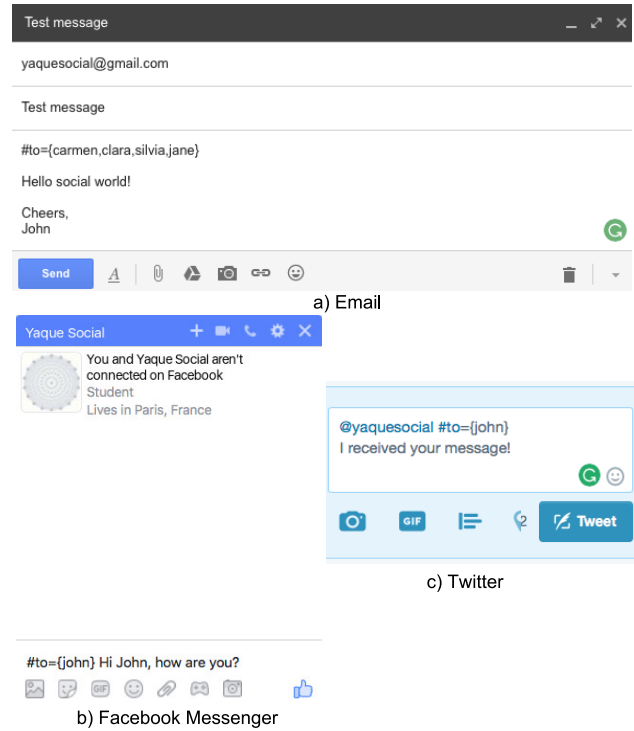 Test message
yaquesocial@gmail.com
Test message
#to={carmen,clara,silvia,jane}
Hello social world!
Cheers,
John
Send
A
a) Email
Yaque Social
You and Yaque Social aren't
connected on Facebook
Student
Lives in Paris, France
#to={john} Hi John, how are you?
GIF
b) Facebook Messenger
@yaquesocial #to={john}
I received your message!
GIF
2
Tweet
c) Twitter